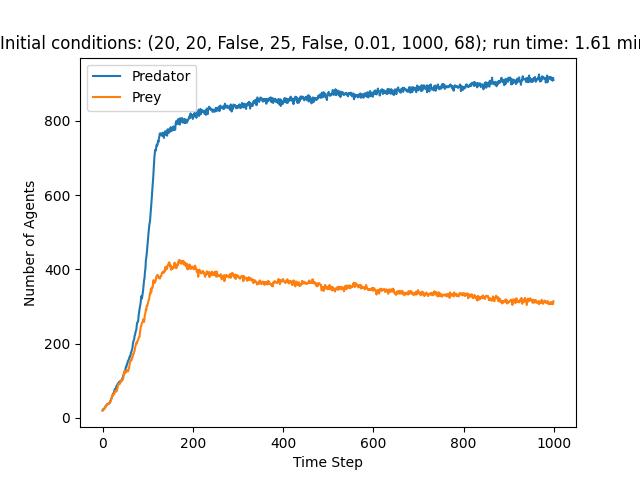 Initial conditions: (20, 20, False, 25, False, 0.01, 1000, 68); run time: 1.61
Predator
Prey
800
600
400
200
0
Number of Agents
0 200 400 600 800 1000
Time Step